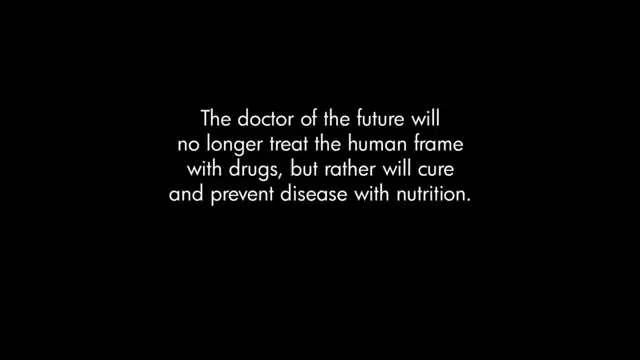 The doctor of the future will
no longer treat the human frame
with drugs, but rather will cure
and prevent disease with nutrition.